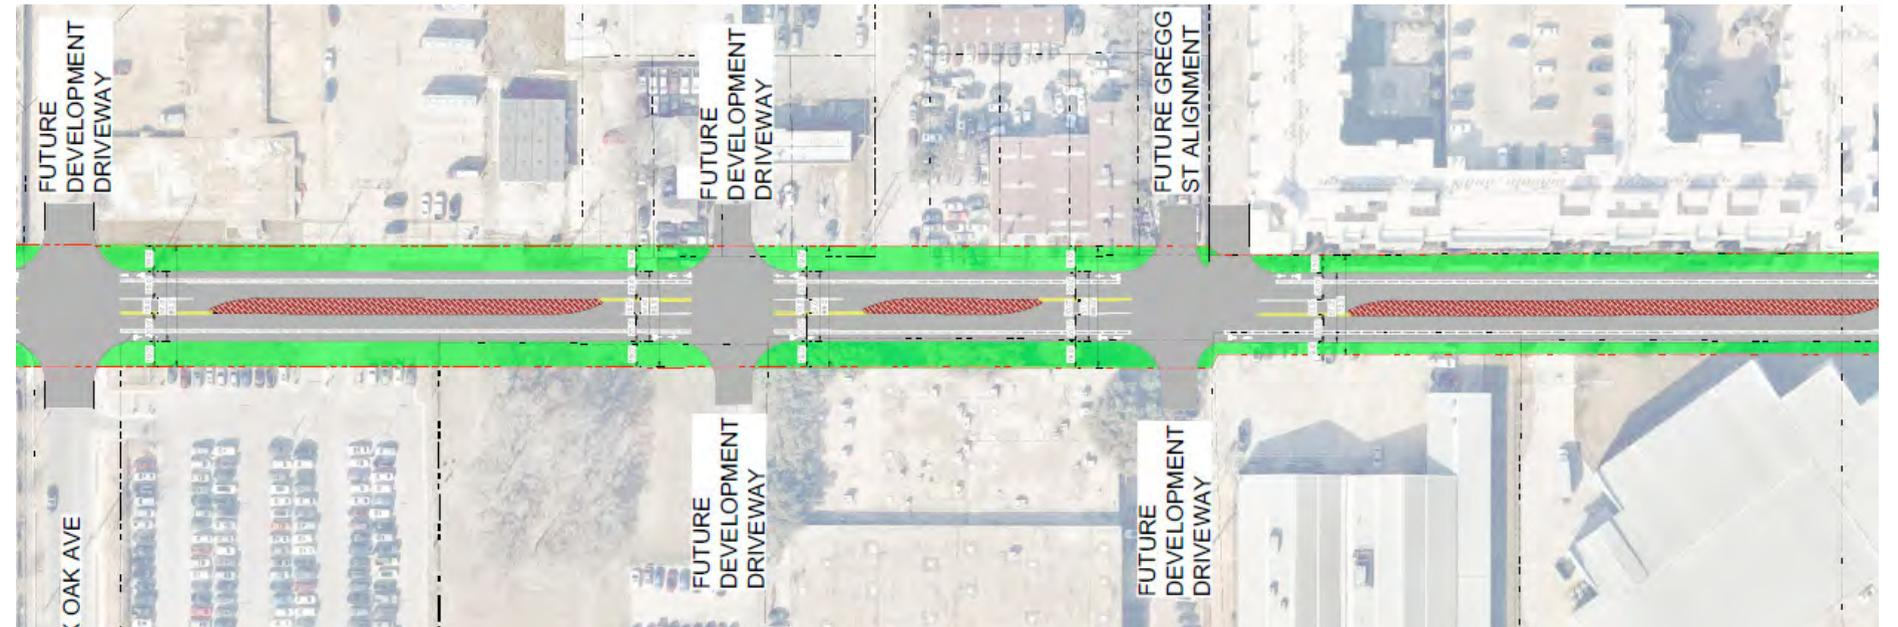 FUTURE
DEVELOPMENT
DRIVEWAY
FUTURE
DEVELOPMENT
DRIVEWAY
FUTURE GREGG
ST ALIGNMENT
OAK AVE
FUTURE
DEVELOPMENT
DRIVEWAY
FUTURE
DEVELOPMENT
DRIVEWAY